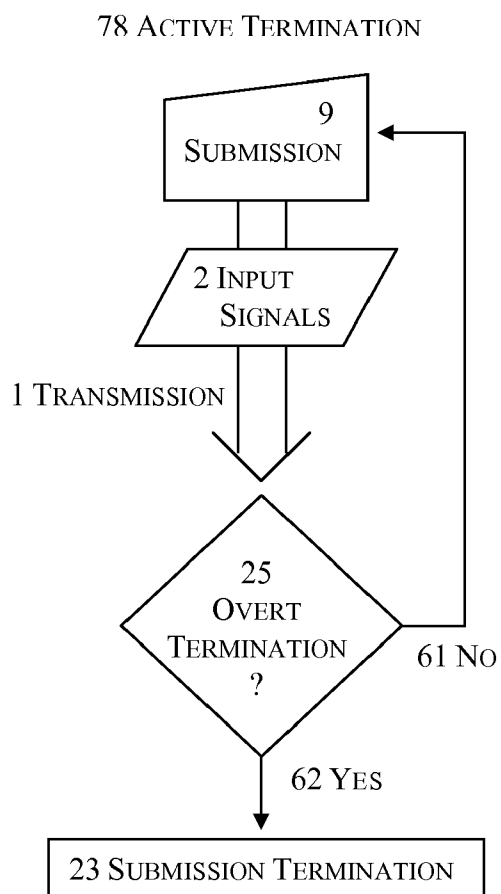 78 ACTIVE TERMINATION
9
SUBMISSION
2 INPUT
SIGNALS
1 TRANSMISSION
25
OVERT
TERMINATION
?
61 NO
62 YES
23 SUBMISSION TERMINATION